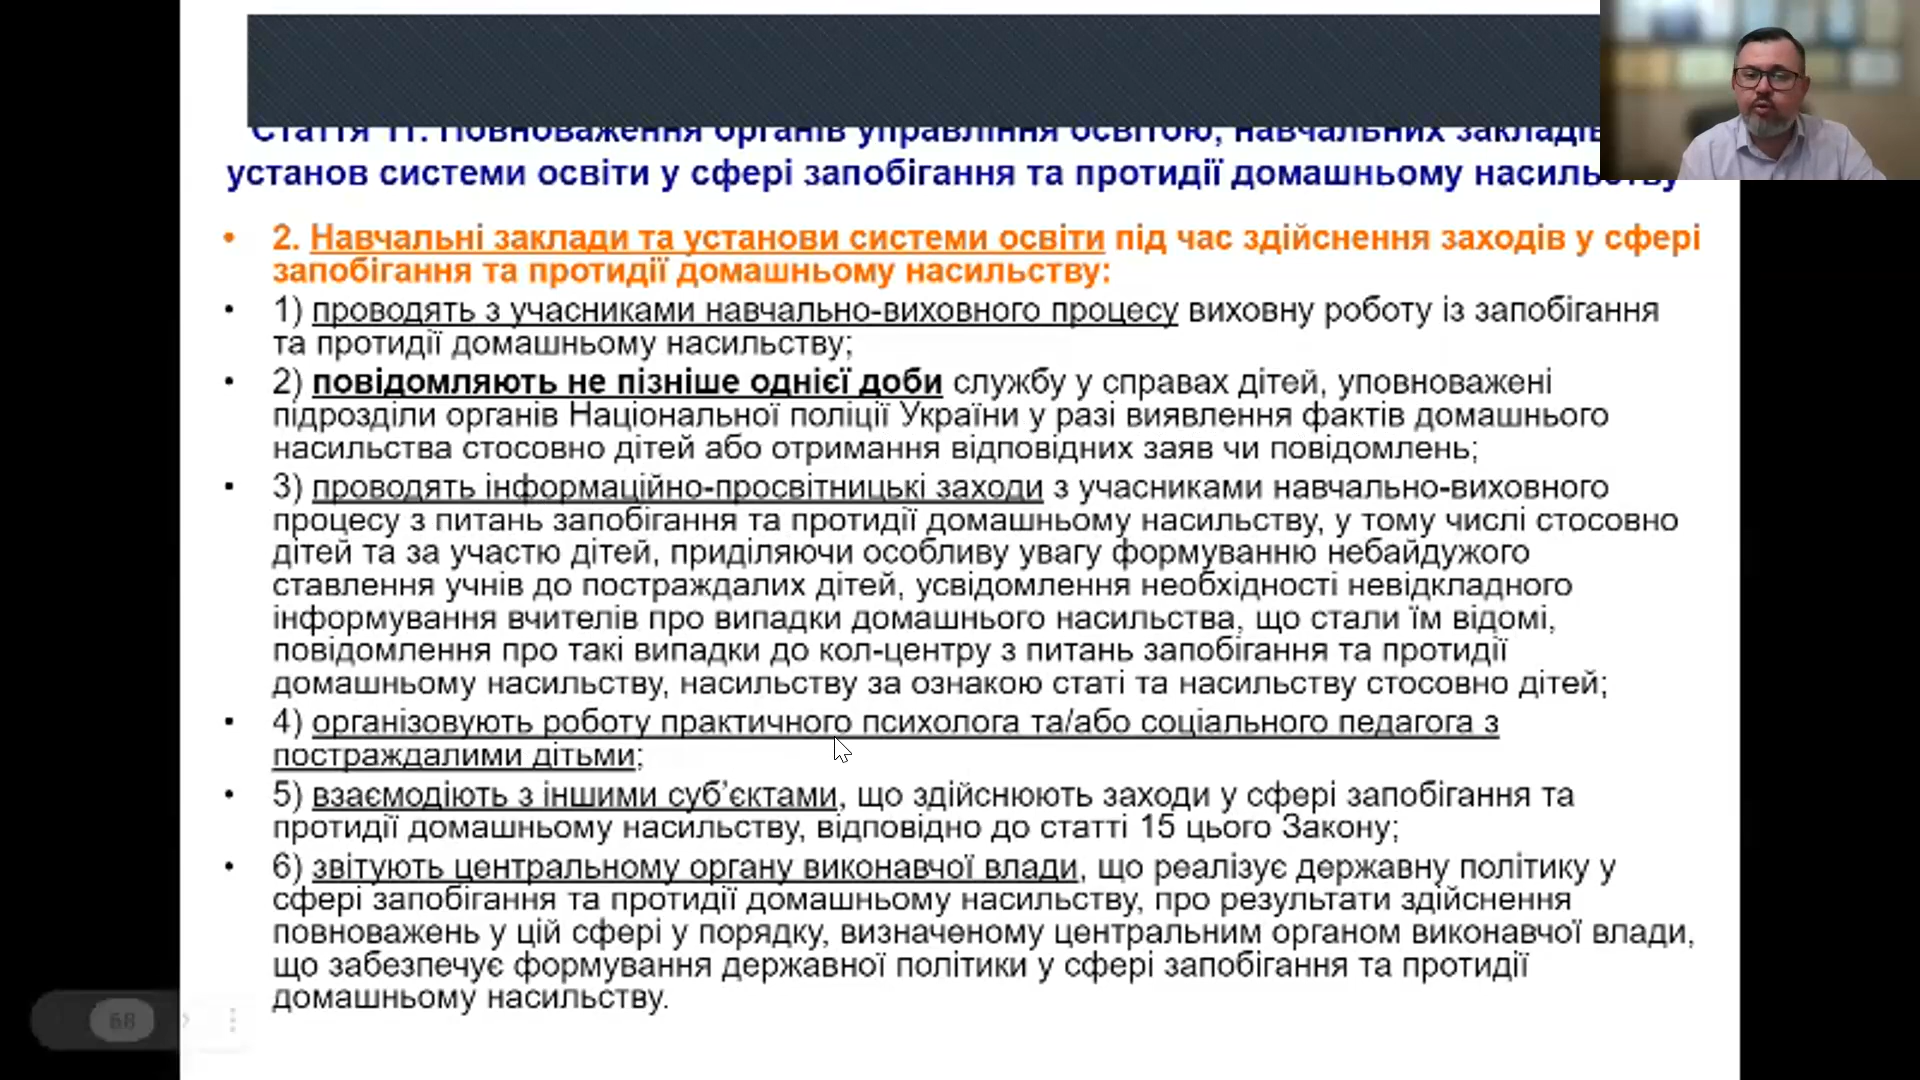 Стаття 11. Повноваження органів управління освітою, навчальних закладів
установ системи освіти у сфері запобігання та протидії домашньому насильству
• 2. Навчальні заклади та установи системи освіти під час здійснення заходів у сфері
запобігання та протидії домашньому насильству:
• 1) проводять з учасниками навчально-виховного процесу виховну роботу із запобігання
та протидії домашньому насильству;
• 2) повідомляють не пізніше однієї доби службу у справах дітей, уповноважені
підрозділи органів Національної поліції України у разі виявлення фактів домашнього
насильства стосовно дітей або отримання відповідних заяв чи повідомлень;
• 3) проводять інформаційно-просвітницькі заходи з учасниками навчально-виховного
процесу з питань запобігання та протидії домашньому насильству, у тому числі стосовно
дітей та за участю дітей, приділяючи особливу увагу формуванню небайдужого
ставлення учнів до постраждалих дітей, усвідомлення необхідності невідкладного
інформування вчителів про випадки домашнього насильства, що стали їм відомі,
повідомлення про такі випадки до кол-центру з питань запобігання та протидії
домашньому насильству, насильству за ознакою статі та насильству стосовно дітей;
• 4) організовують роботу практичного психолога та/або соціального педагога з
постраждалими дітьми;
• 5) взаємодіють з іншими суб’єктами, що здійснюють заходи у сфері запобігання та
протидії домашньому насильству, відповідно до статті 15 цього Закону;
• 6) звітують центральному органу виконавчої влади, що реалізує державну політику у
сфері запобігання та протидії домашньому насильству, про результати здійснення
повноважень у цій сфері у порядку, визначеному центральним органом виконавчої влади,
що забезпечує формування державної політики у сфері запобігання та протидії
домашньому насильству.
68